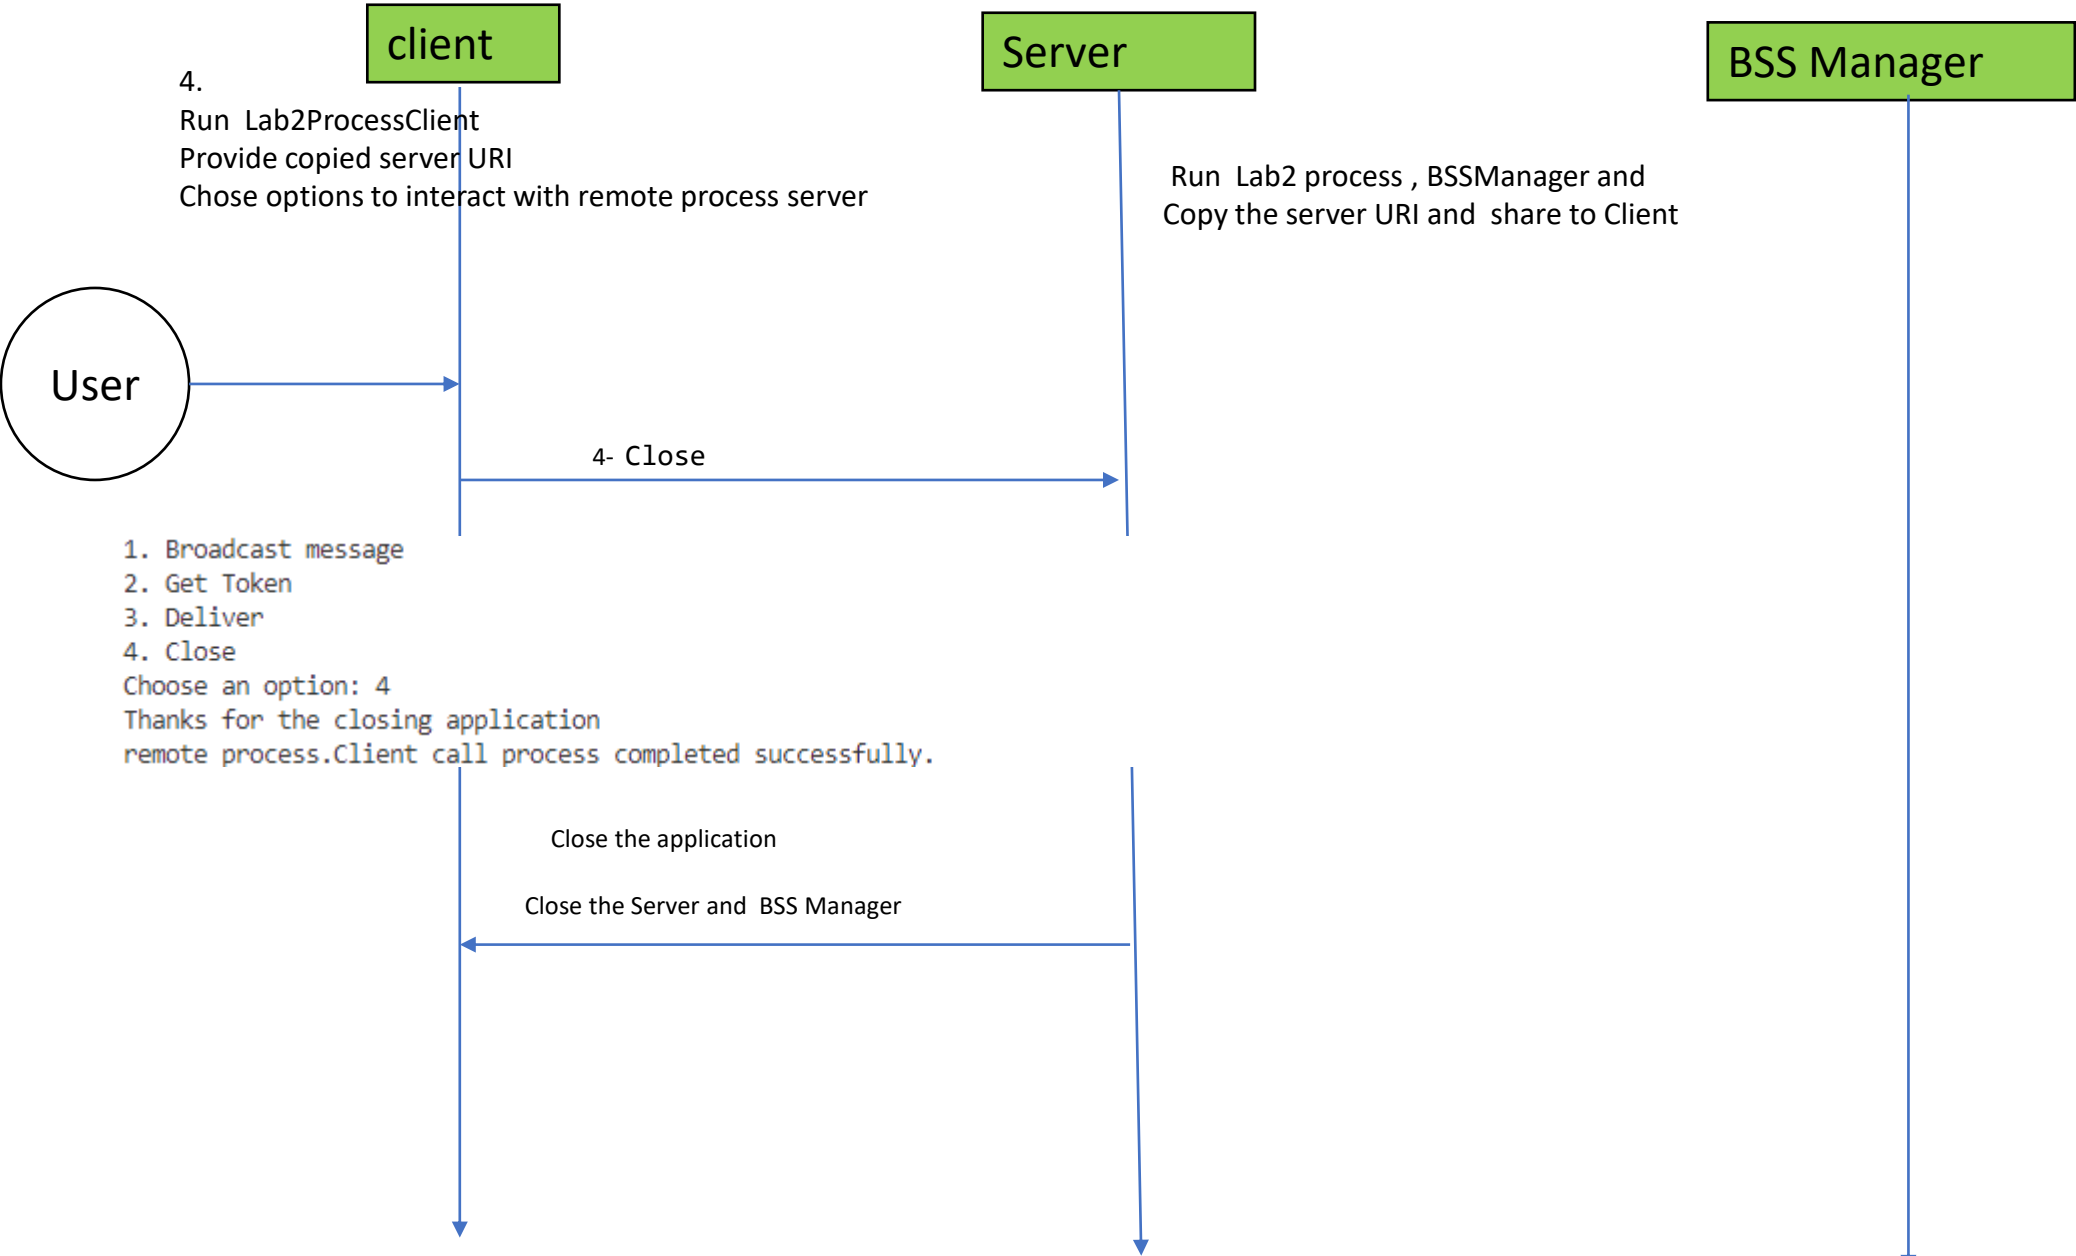 client
Server
BSS Manager
4.
Run Lab2ProcessClient
Provide copied server URI
Chose options to interact with remote process server
Run Lab2 process , BSSManager and
Copy the server URI and share to Client
User
4- Close
1. Broadcast message
2. Get Token
3. Deliver
4. Close
Choose an option: 4
Thanks for the closing application
remote process.Client call process completed successfully.
Close the application
Close the Server and BSS Manager